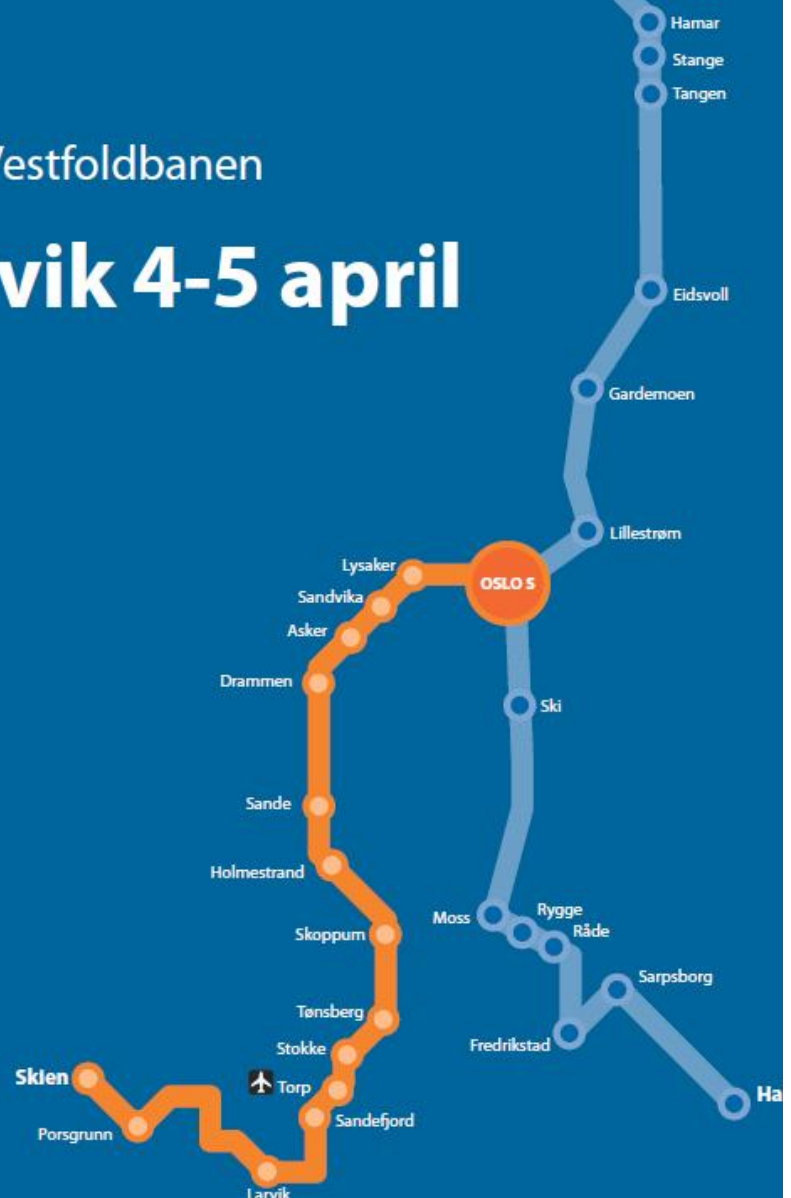 Hamar
Stange
Tangen
Vestfoldbanen
vik 4-5 april
Eidsvoll
Gardemoen
Lillestrøm
Lysaker
OSLO S
Sandvika
Asker
Drammen
Ski
Sande
Holmestrand
Rygge
Moss
Råde
Skoppum
Sarpsborg
Tønsberg
Fredrikstad
Stokke
Skien
Torp
Ha
Sandefjord
Porsgrunn
Larvik